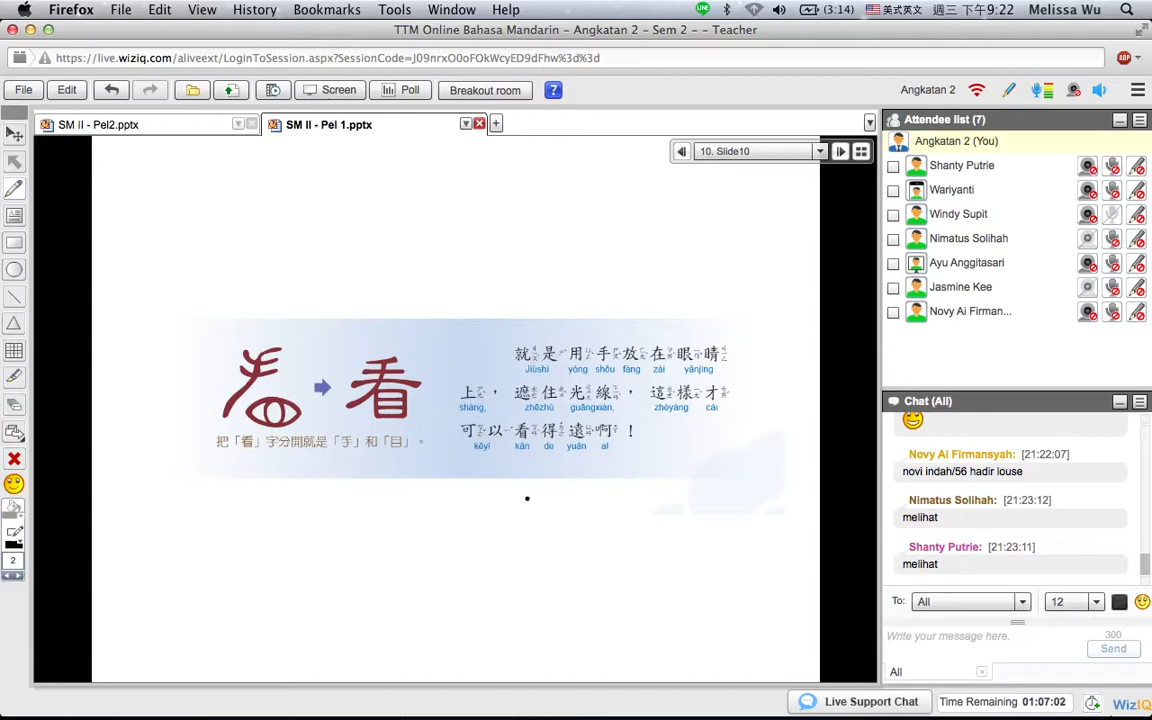 Firefox File Edit View History Bookmarks Tools Window Help (3:14) 美式英文 週三 下午9:22 Melissa Wu
TTM Online Bahasa Mandarin - Angkatan 2 - Sem 2 - - Teacher
https://live.wiziq.com/aliveext/LoginToSession.aspx?SessionCode=J09nrxO0oFOkWcyED9dFhw%3d%3d
ABP
File Edit Screen Poll Breakout room ? Angkatan 2
SM II - Pel2.pptx SM II - Pel 1.pptx
10. Slide10
就是用手放在眼睛
Jiùshì yòng shǒu fàng zài yǎnjīng
上，遮住光線，這樣才
shàng, zhēzhù guāngxiàn, zhèyàng cái
可以看得遠啊！
kěyǐ kàn de yuǎn a!
看
把「看」字分開就是「手」和「目」。
2
Attendee list (7)
Angkatan 2 (You)
Shanty Putrie
Wariyanti
Windy Supit
Nimatus Solihah
Ayu Anggitasari
Jasmine Kee
Novy Ai Firman...
Chat (All)
Novy Ai Firmansyah: [21:22:07]
novi indah/56 hadir louse
Nimatus Solihah: [21:23:12]
melihat
Shanty Putrie: [21:23:11]
melihat
To: All 12
Write your message here. 300
Send
All
Live Support Chat Time Remaining 01:07:02 WizIQ